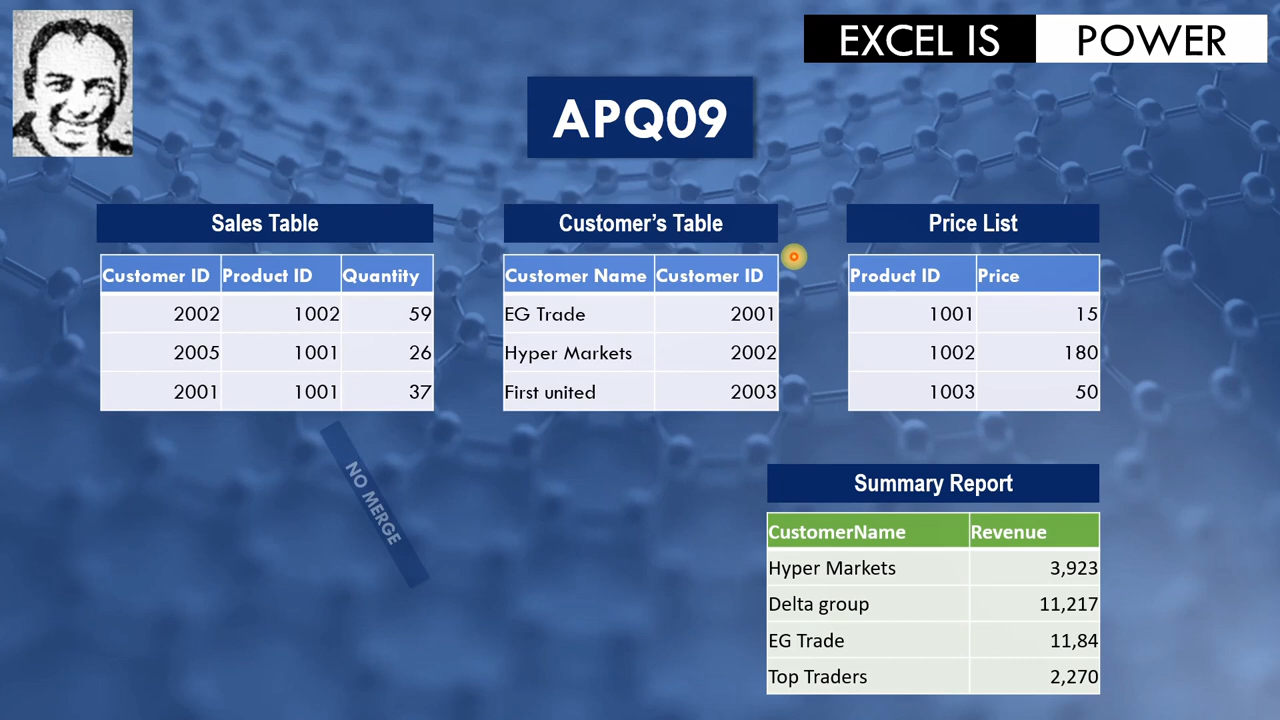 EXCEL IS POWER
APQ09
Sales Table
Customer ID Product ID Quantity
2002 1002 59
2005 1001 26
2001 1001 37
Customer’s Table
Customer Name Customer ID
EG Trade 2001
Hyper Markets 2002
First united 2003
Price List
Product ID Price
1001 15
1002 180
1003 50
NO MERGE
Summary Report
CustomerName Revenue
Hyper Markets 3,923
Delta group 11,217
EG Trade 11,84
Top Traders 2,270